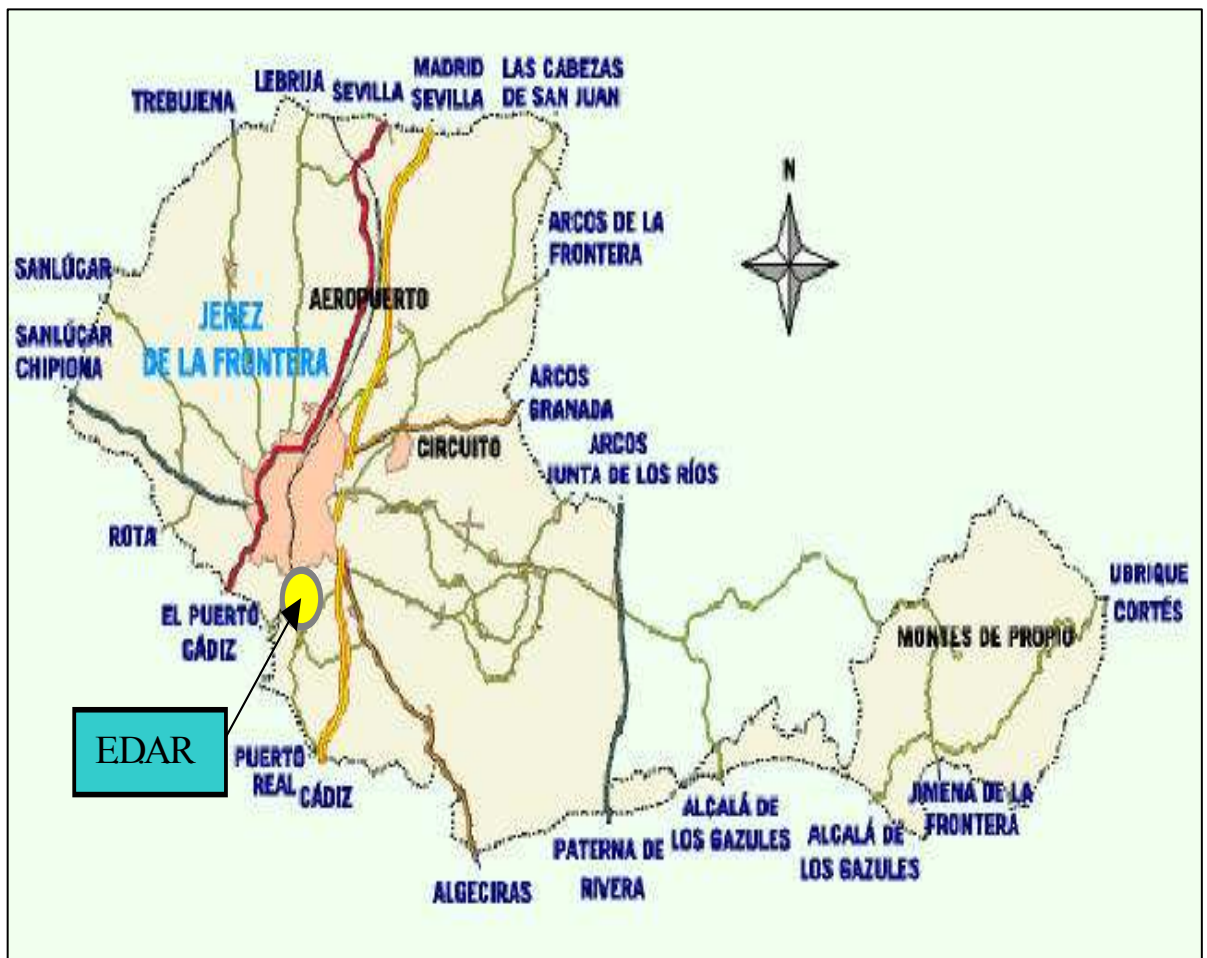 LEBRIJA
SEVILLA
MADRID
SEVILLA
LAS CABEZAS
DE SAN JUAN
TREBUJENA
N
ARCOS DE LA
FRONTERA
SANLÚCAR
AEROPUERTO
JEREZ
DE LA FRONTERA
SANLÚCAR
CHIPIONA
ARCOS
GRANADA
CIRCUITO
ARCOS
JUNTA DE LOS RÍOS
ROTA
UBRIQUE
CORTÉS
EL PUERTO
CÁDIZ
MONTES DE PROPIO
EDAR
PUERTO
REAL
CÁDIZ
ALCALÁ DE
LOS GAZULES
JIMENA DE LA
FRONTERA
ALCALÁ DE
LOS GAZULES
PATERNA DE
RIVERA
ALGECIRAS